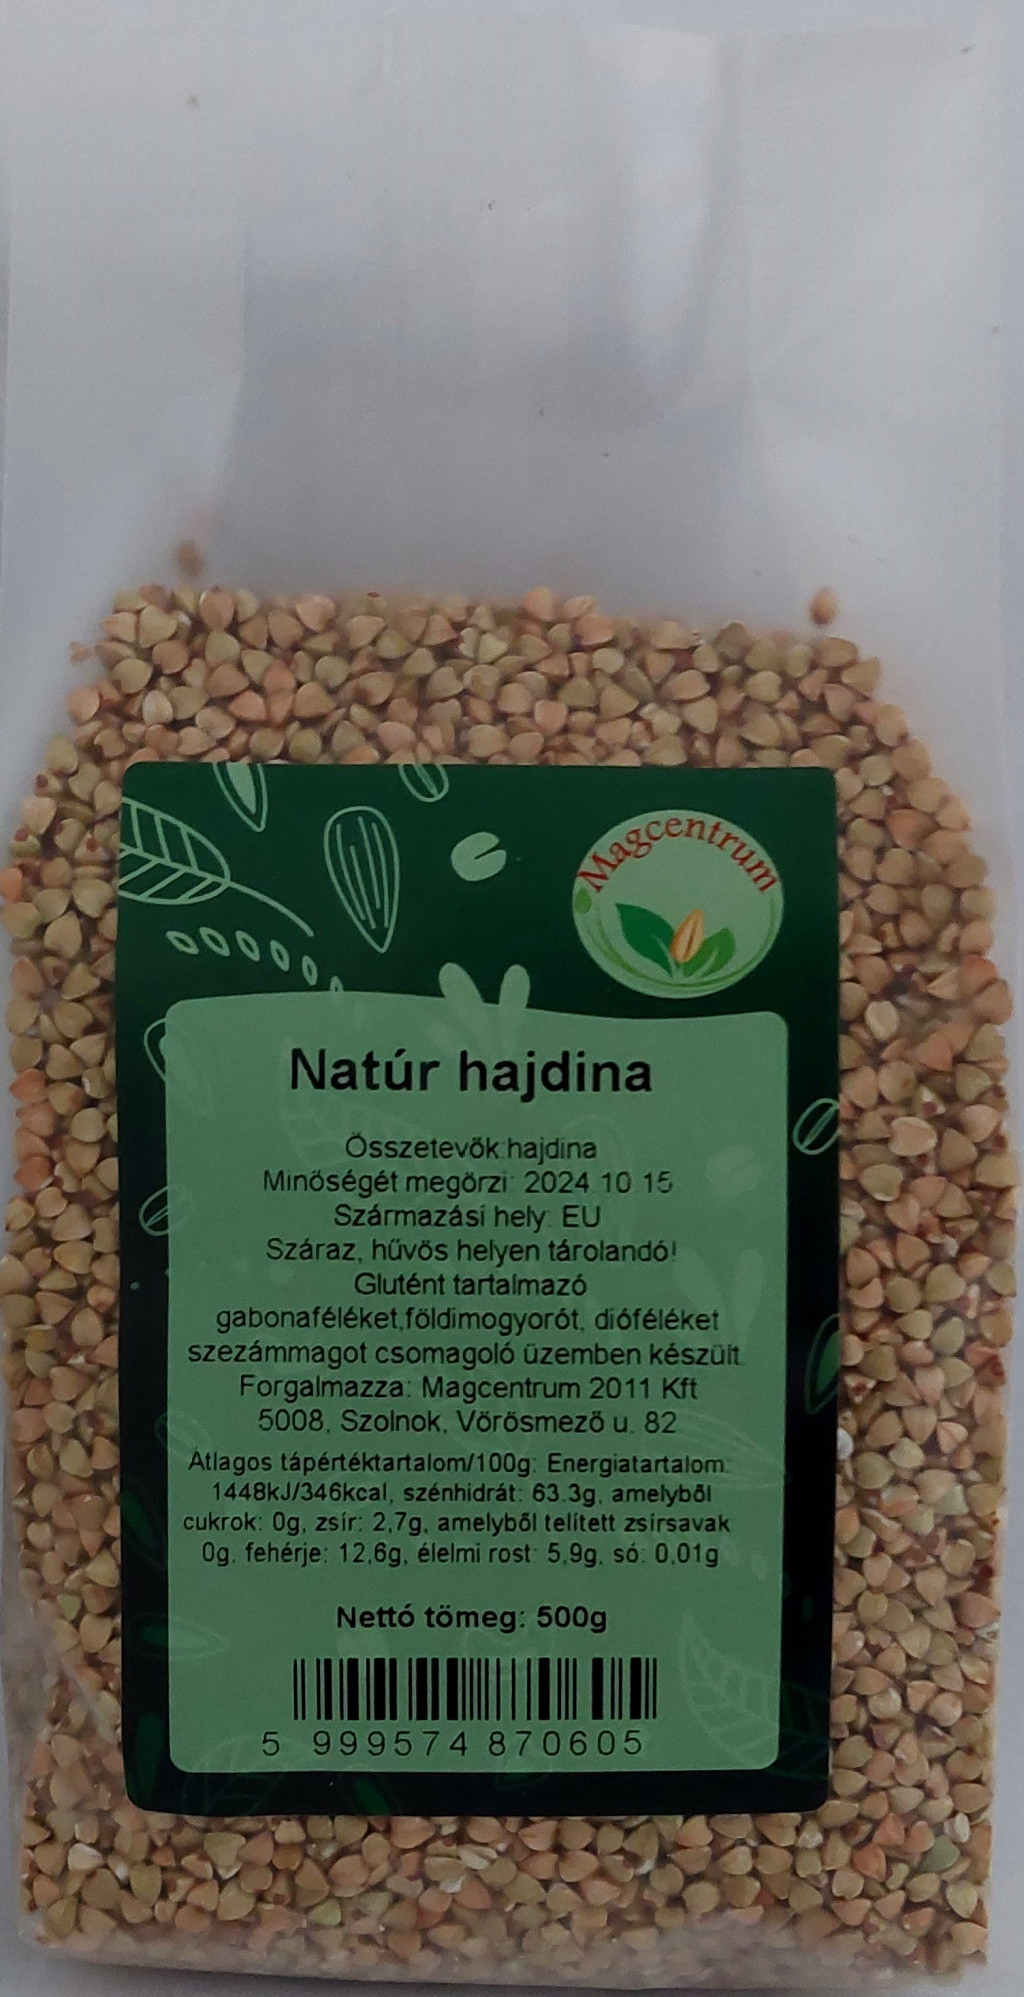 Magcentrum
Natúr hajdina
Összetevők:hajdina
Minőségét megőrzi: 2024.10.15.
Származási hely: EU
Száraz, hűvös helyen tárolandó!
Glutént tartalmazó
gabonaféléket,földimogyorót, dióféléket
szezámmagot csomagoló üzemben készült.
Forgalmazza: Magcentrum 2011 Kft
5008, Szolnok, Vörösmező u. 82
Átlagos tápértéktartalom/100g: Energiatartalom:
1448kJ/346kcal, szénhidrát: 63.3g, amelyből
cukrok: 0g, zsír: 2,7g, amelyből telített zsírsavak
0g, fehérje: 12,6g, élelmi rost: 5,9g, só: 0,01g
Nettó tömeg: 500g
5 999574 870605